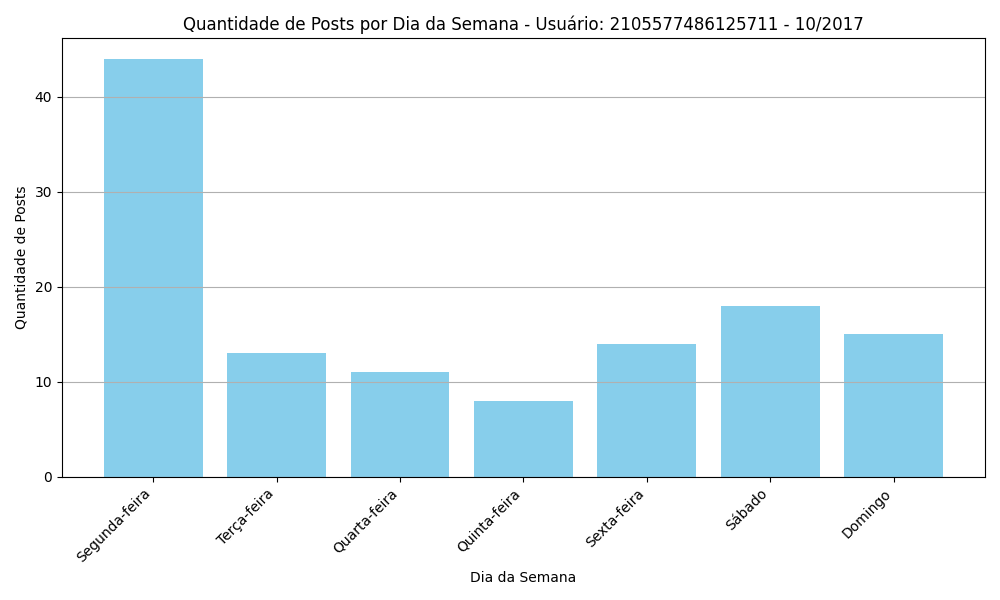 Quantidade de Posts por Dia da Semana - Usuário: 2105577486125711 - 10/2017
Quantidade de Posts
40
30
20
10
0
Segunda-feira
Terça-feira
Quarta-feira
Quinta-feira
Sexta-feira
Sábado
Domingo
Dia da Semana